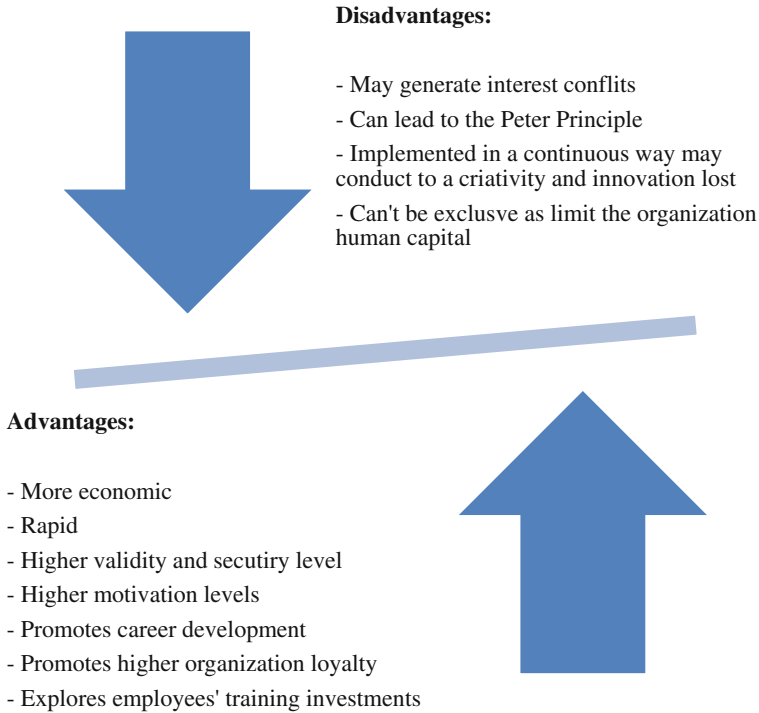 Disadvantages:
- May generate interest conflits
- Can lead to the Peter Principle
- Implemented in a continuous way may
conduct to a criativity and innovation lost
- Can't be exclusve as limit the organization
human capital
Advantages:
- More economic
- Rapid
- Higher validity and secutiry level
- Higher motivation levels
- Promotes career development
- Promotes higher organization loyalty
- Explores employees' training investments